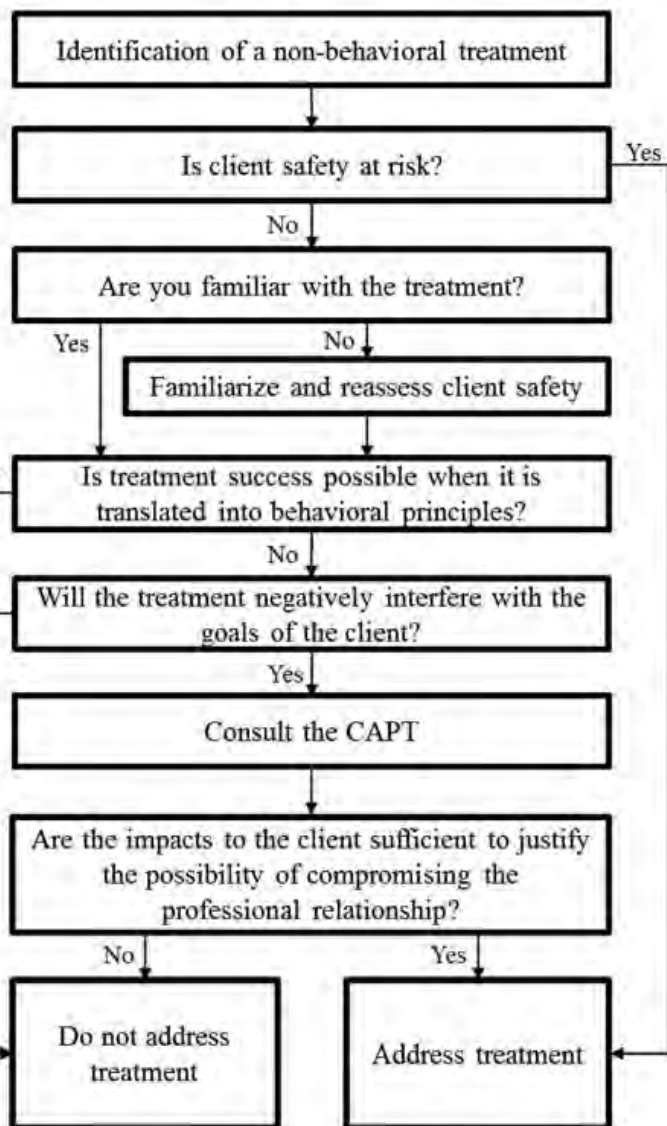 Identification of a non-behavioral treatment
Is client safety at risk?
Yes
No
Are you familiar with the treatment?
Yes
No
Familiarize and reassess client safety
Is treatment success possible when it is
translated into behavioral principles?
No
Will the treatment negatively interfere with the
goals of the client?
Yes
Consult the CAPT
Are the impacts to the client sufficient to justify
the possibility of compromising the
professional relationship?
No
Yes
Do not address
treatment
Address treatment